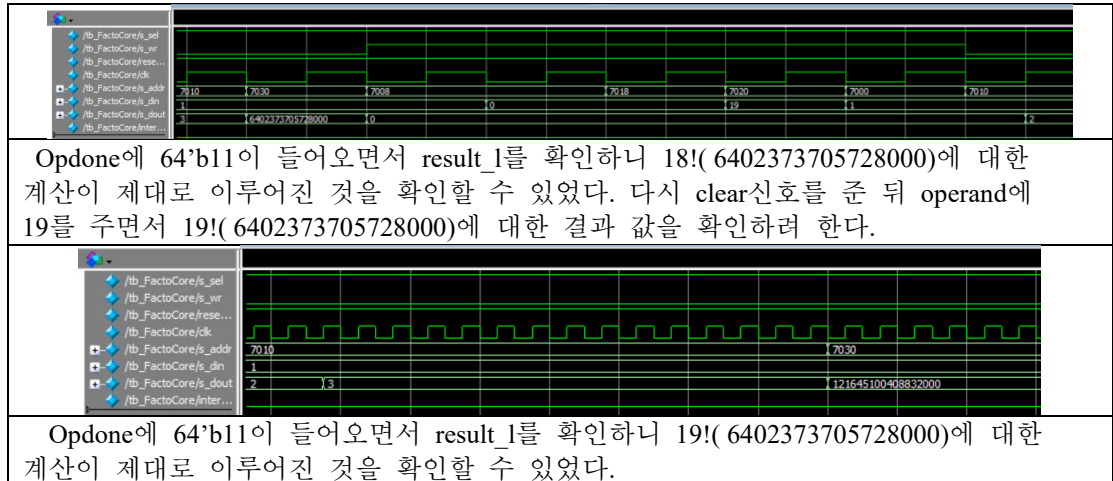 /tb_FactoCore/s_sel
/tb_FactoCore/s_wr
/tb_FactoCore/rese...
/tb_FactoCore/clk
/tb_FactoCore/s_addr 7010 7030 7008 7018 7020 7000 7010
/tb_FactoCore/s_din 1 0 19 1
/tb_FactoCore/s_dout 3 6402373705728000 0 2
/tb_FactoCore/inter...
Opdone에 64'b11이 들어오면서 result_l를 확인하니 18!( 6402373705728000)에 대한
계산이 제대로 이루어진 것을 확인할 수 있었다. 다시 clear신호를 준 뒤 operand에
19를 주면서 19!( 6402373705728000)에 대한 결과 값을 확인하려 한다.
/tb_FactoCore/s_sel
/tb_FactoCore/s_wr
/tb_FactoCore/rese...
/tb_FactoCore/clk
/tb_FactoCore/s_addr 7010 7030
/tb_FactoCore/s_din 1
/tb_FactoCore/s_dout 2 3 121645100408832000
/tb_FactoCore/inter...
Opdone에 64'b11이 들어오면서 result_l를 확인하니 19!( 6402373705728000)에 대한
계산이 제대로 이루어진 것을 확인할 수 있었다.